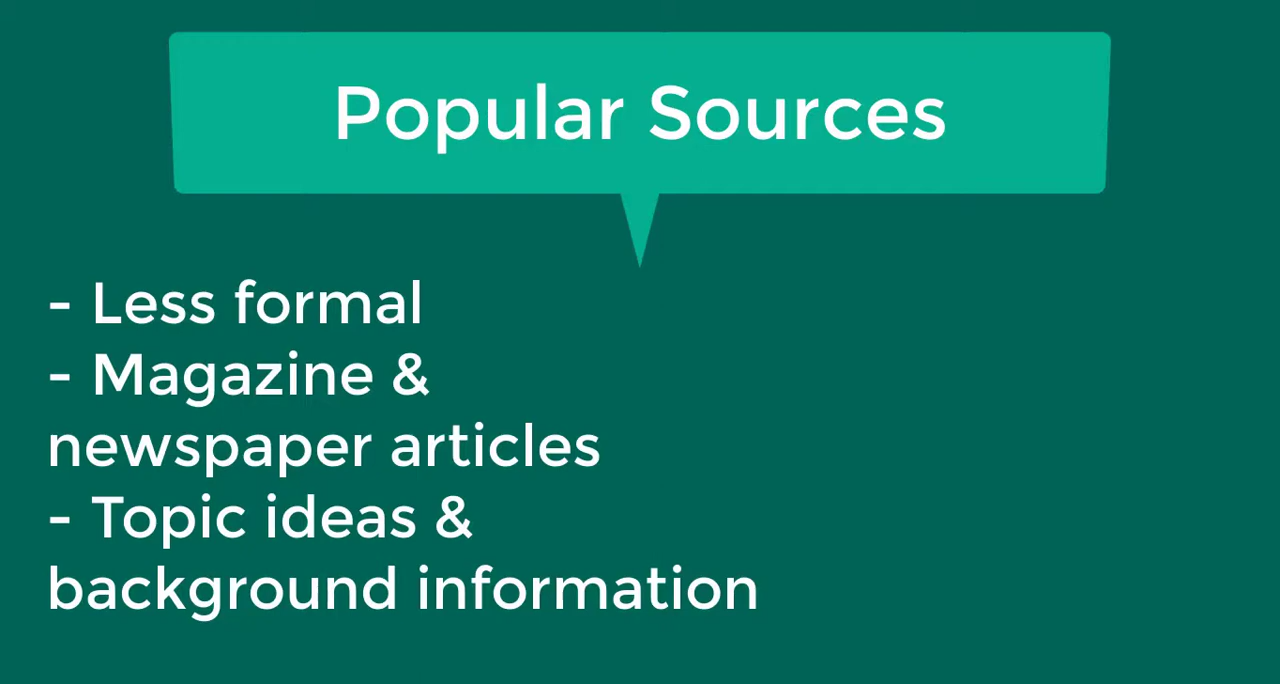 Popular Sources
- Less formal
- Magazine &
newspaper articles
- Topic ideas &
background information